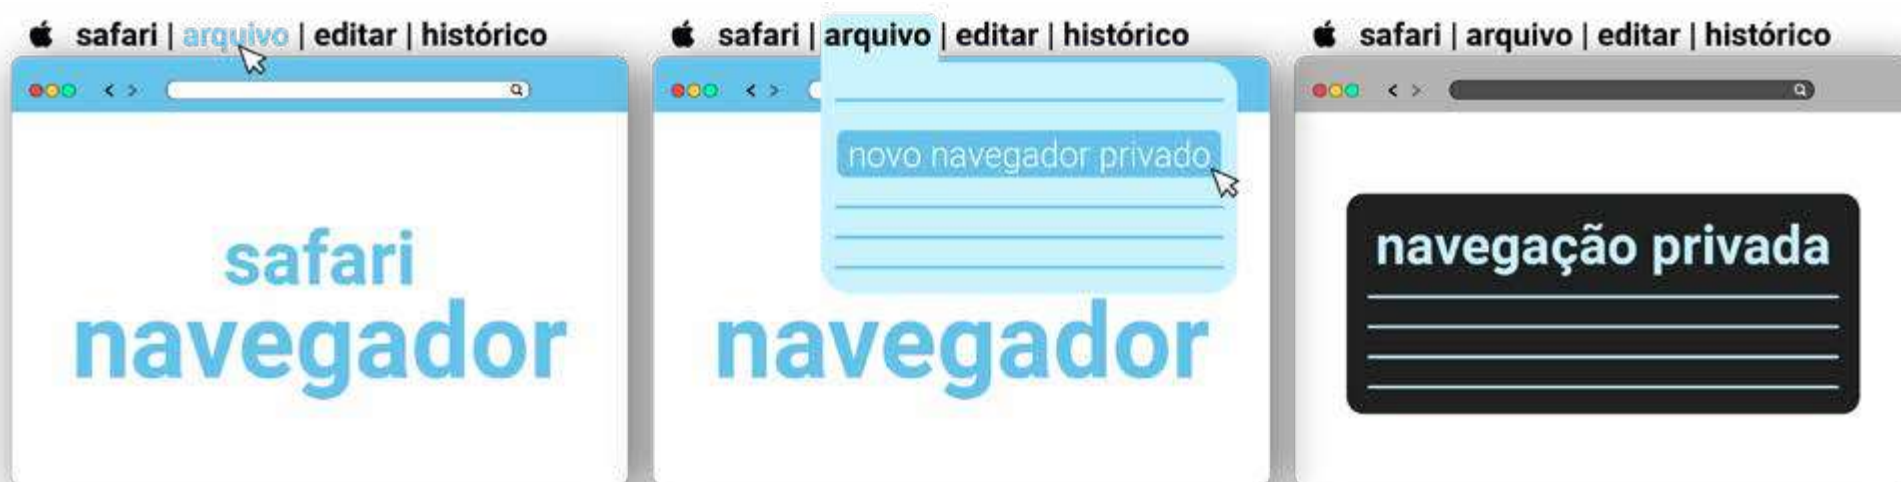 safari | arquivo | editar | histórico
safari
navegador
safari | arquivo | editar | histórico
novo navegador privado
navegador
safari | arquivo | editar | histórico
navegação privada